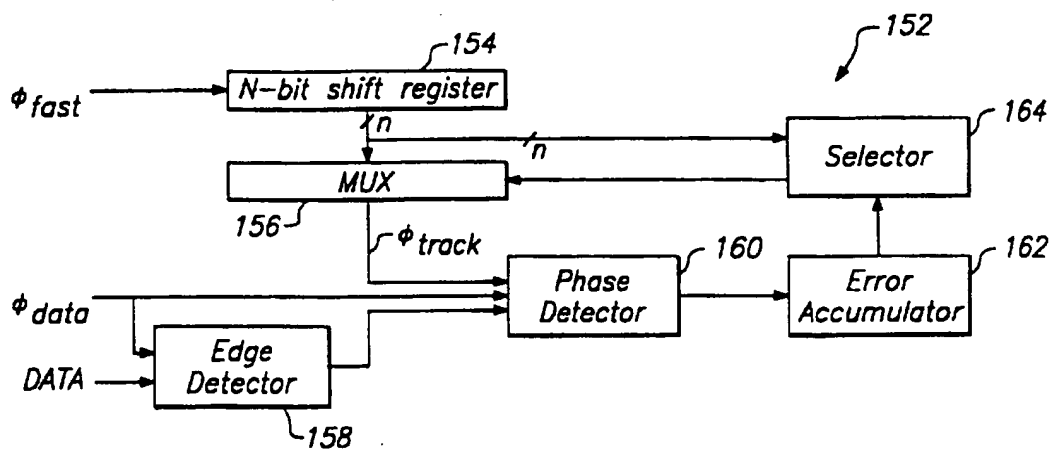 154
152
ϕfast
N-bit shift register
n
n
164
Selector
MUX
156
ϕtrack
160
162
Phase
Detector
Error
Accumulator
ϕdata
Edge
Detector
DATA
158